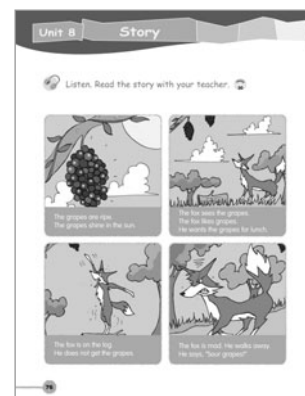 Unit 8 Story
Listen. Read the story with your teacher.
The grapes are ripe.
The grapes shine in the sun.
The fox sees the grapes.
The fox likes grapes.
He wants the grapes for lunch.
The fox is on the log.
He does not get the grapes.
The fox is mad. He walks away.
He says, "Sour grapes!"
76